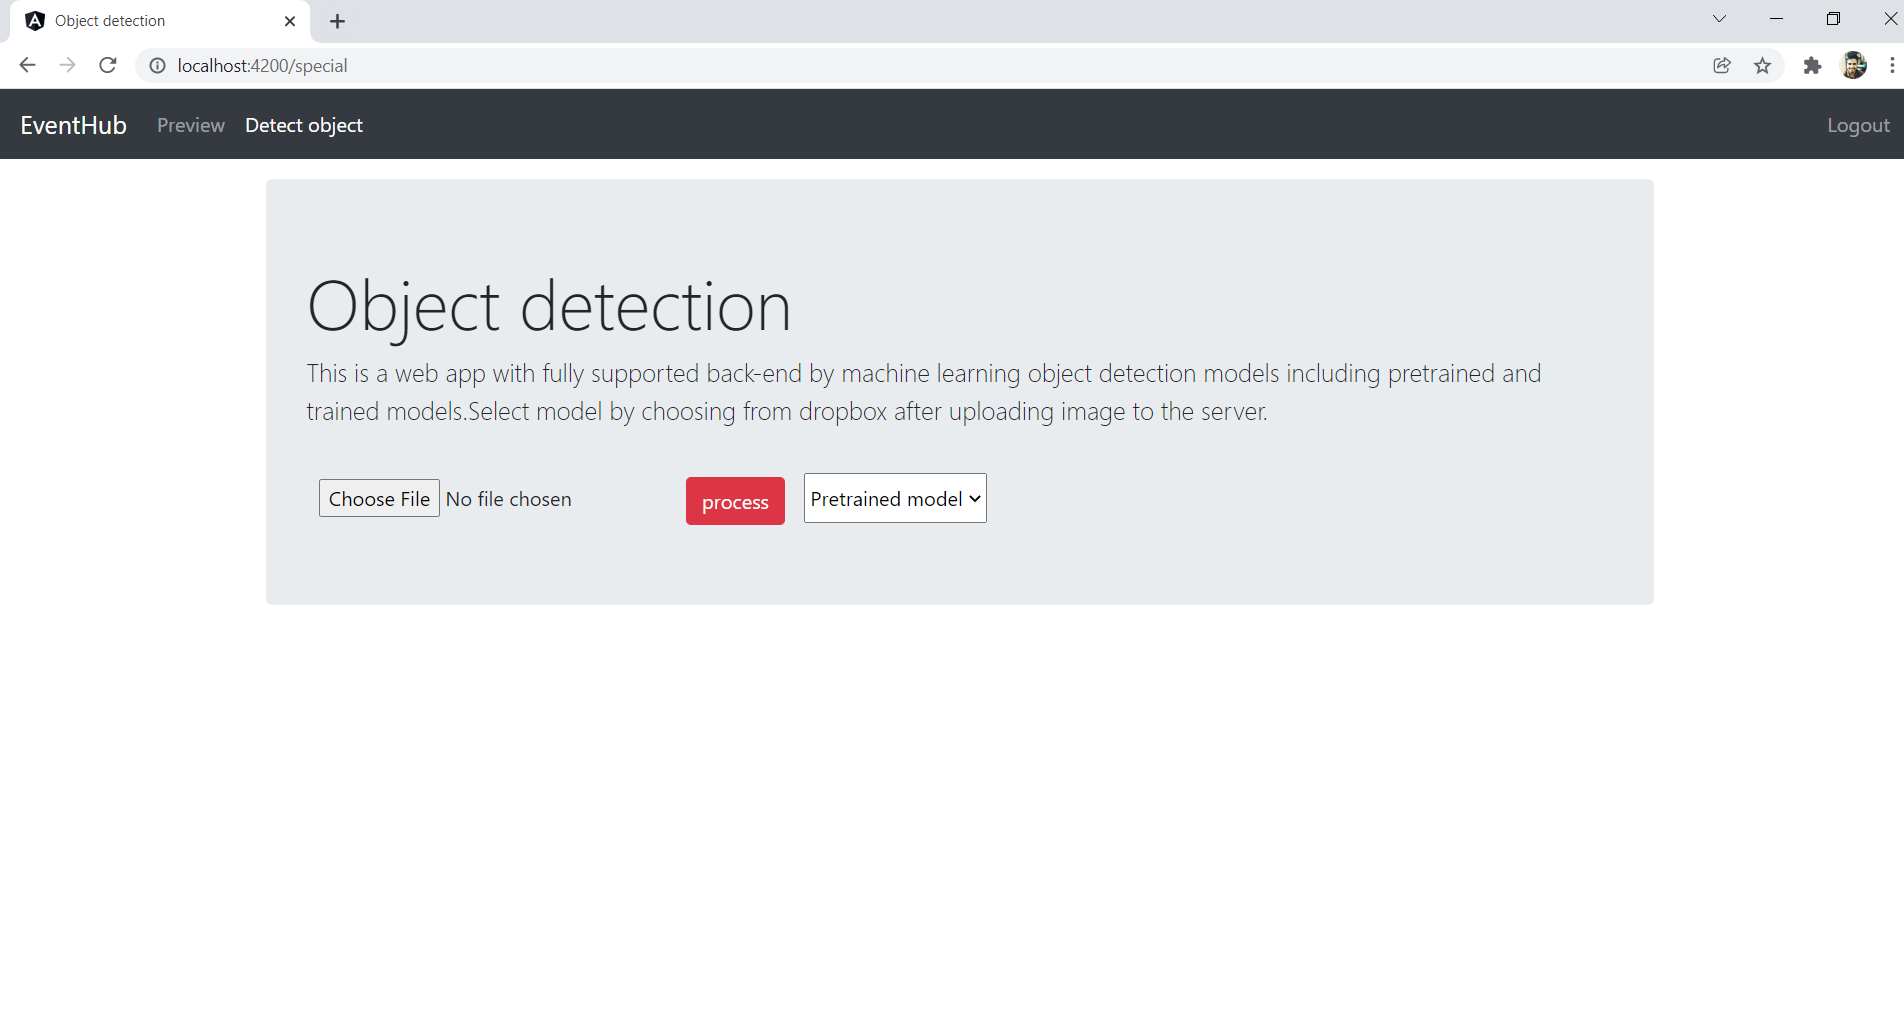 Object detection
localhost:4200/special
EventHub Preview Detect object Logout
Object detection
This is a web app with fully supported back-end by machine learning object detection models including pretrained and
trained models.Select model by choosing from dropbox after uploading image to the server.
Choose File No file chosen process Pretrained model